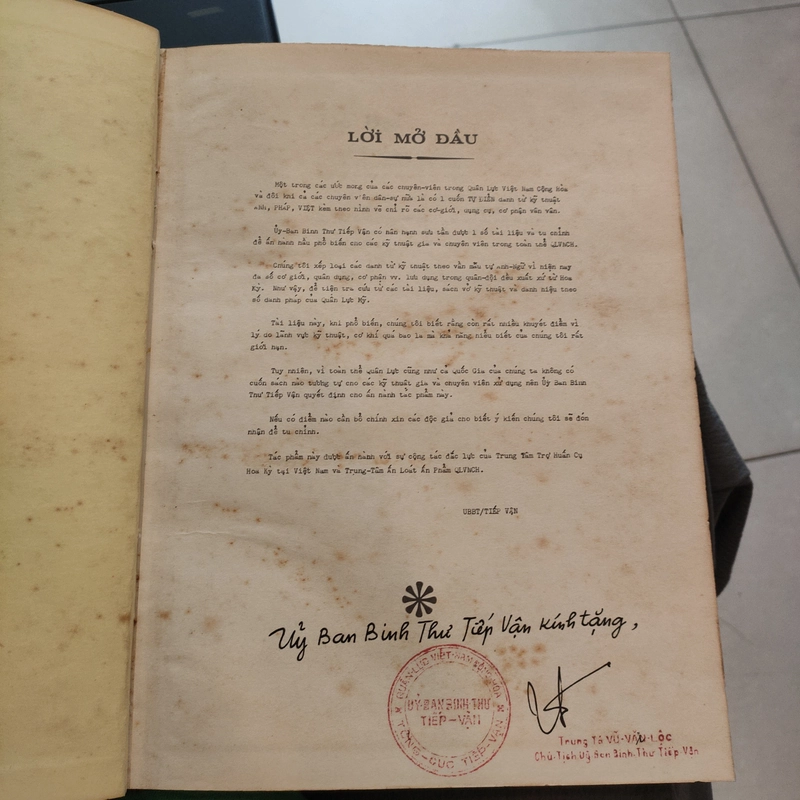 LỜI MỞ ĐẦU
Một trong các ước mong của các chuyên-viên trong Quân Lực Việt Nam Cộng Hòa
và đôi khi cả các chuyên viên dân-sự nữa là có 1 cuốn TỰ ĐIỂN danh từ kỹ thuật
ANH, PHÁP, VIỆT kèm theo hình vẽ chỉ rõ các cơ-giới, dụng cụ, cơ phận vân vân.
Ủy-Ban Binh Thư Tiếp Vận có hân hạnh sưu tầm được 1 số tài liệu và tu chỉnh
để ấn hành hầu phổ biến cho các kỹ thuật gia và chuyên viên trong toàn thể QLVNCH.
Chúng tôi xếp loại các danh từ kỹ thuật theo vần mẫu tự Anh-Ngữ vì hiện nay
đa số cơ giới, quân dụng, cơ phận vv. lưu dụng trong quân-đội đều xuất xứ từ Hoa
Kỳ. Như vậy, để tiện tra cứu từ các tài liệu, sách vở kỹ thuật và danh hiệu theo
số danh pháp của Quân Lực Mỹ.
Tài liệu này, khi phổ biến, chúng tôi biết rằng còn rất nhiều khuyết điểm vì
lý do lãnh vực kỹ thuật, cơ khí quá bao la mà khả năng hiểu biết của chúng tôi rất
giới hạn.
Tuy nhiên, vì toàn thể Quân Lực cũng như cả Quốc Gia của chúng ta không có
cuốn sách nào tương tự cho các kỹ thuật gia và chuyên viên xử dụng nên Ủy Ban Binh
Thư Tiếp Vận quyết định cho ấn hành tác phẩm này.
Nếu có điểm nào cần bổ chính xin các độc giả cho biết ý kiến chúng tôi sẽ đón
nhận để tu chỉnh.
Tác phẩm này được ấn hành với sự cộng tác đắc lực của Trung Tâm Trợ Huấn Cụ
Hoa Kỳ tại Việt Nam và Trung-Tâm Ấn Loát Ấn Phẩm QLVNCH.
UBBT/TIẾP VẬN
Uỷ Ban Binh Thư Tiếp Vận kính tặng,
QUÂN-LỰC VIỆT-NAM CỘNG-HÒA
ỦY-BAN BINH THƯ
TIẾP-VẬN
TỔNG-CỤC TIẾP-VẬN
Trung Tá VŨ-VĂN-LỘC
Chủ-Tịch Uỷ Ban Binh Thư Tiếp-Vận